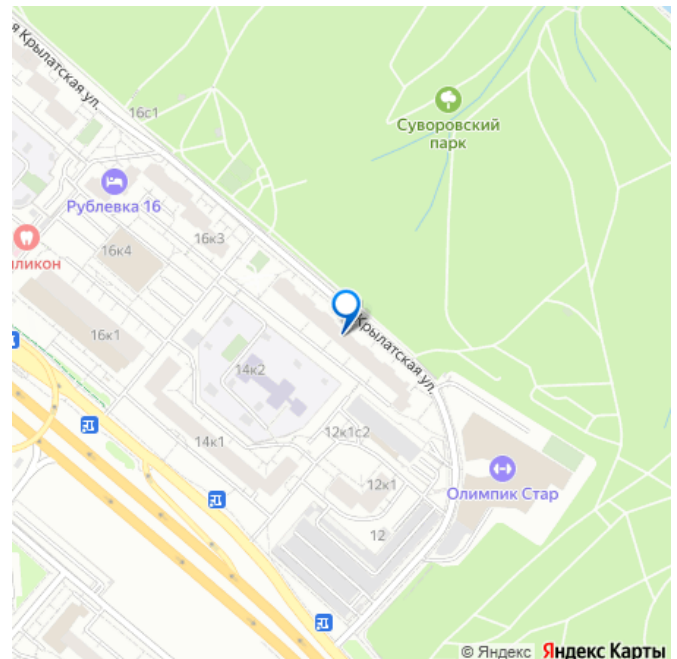 я Крылатская ул.
16с1
Суворовский
парк
Рублевка 16
иликон
16к3
16к4
16к1
Крылатская ул.
14к2
14к1
12к1с2
12к1
12
Олимпик Стар
© Яндекс Яндекс Карты